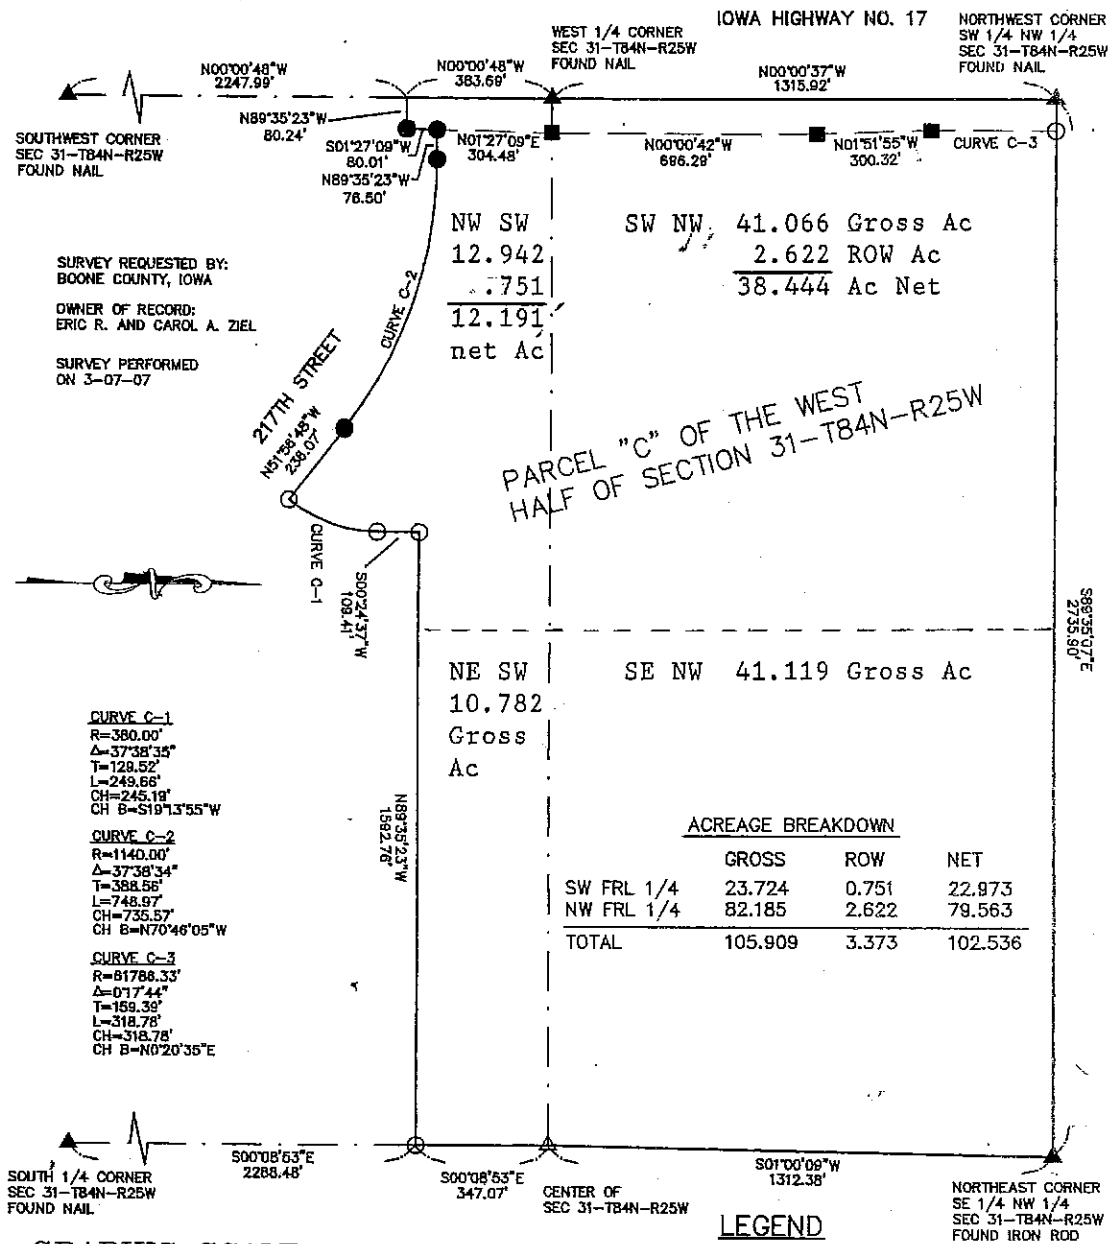 IOWA HIGHWAY NO. 17
NORTHWEST CORNER
SW 1/4 NW 1/4
SEC 31-T84N-R25W
FOUND NAIL
WEST 1/4 CORNER
SEC 31-T84N-R25W
FOUND NAIL
N00°00'48"W
2247.99'
N00°00'48"W
383.69'
N00°00'37"W
1315.92'
SOUTHWEST CORNER
SEC 31-T84N-R25W
FOUND NAIL
N89°35'23"W
80.24'
S01°27'09"W
80.01'
N89°35'23"W
76.50'
N01°27'09"E
304.48'
N00°00'42"W
696.29'
N01°51'55"W
300.32'
CURVE C-3
NW SW
12.942
.751
12.191
net Ac
SW NW 41.066 Gross Ac
2.622 ROW Ac
38.444 Ac Net
SURVEY REQUESTED BY:
BOONE COUNTY, IOWA
OWNER OF RECORD:
ERIC R. AND CAROL A. ZIEL
SURVEY PERFORMED
ON 3-07-07
CURVE C-2
217TH STREET
N51°58'48"W
238.07'
PARCEL "C" OF THE WEST
HALF OF SECTION 31-T84N-R25W
CURVE C-1
S00°24'37"W
109.41'
S89°35'07"E
2735.90'
NE SW
10.782
Gross
Ac
SE NW 41.119 Gross Ac
CURVE C-1
R=380.00'
Δ=37°38'35"
T=129.52'
L=249.66'
CH=245.19'
CH B=S19°13'55"W
CURVE C-2
R=1140.00'
Δ=37°38'34"
T=388.56'
L=748.97'
CH=735.57'
CH B=N70°46'05"W
CURVE C-3
R=61788.33'
Δ=0°17'44"
T=159.39'
L=318.78'
CH=318.78'
CH B=N0°20'35"E
N89°35'23"W
1592.76'
ACREAGE BREAKDOWN
GROSS ROW NET
SW FRL 1/4 23.724 0.751 22.973
NW FRL 1/4 82.185 2.622 79.563
TOTAL 105.909 3.373 102.536
S00°08'53"E
2288.48'
S00°08'53"E
347.07'
S01°00'09"W
1312.38'
SOUTH 1/4 CORNER
SEC 31-T84N-R25W
FOUND NAIL
CENTER OF
SEC 31-T84N-R25W
NORTHEAST CORNER
SE 1/4 NW 1/4
SEC 31-T84N-R25W
FOUND IRON ROD
LEGEND